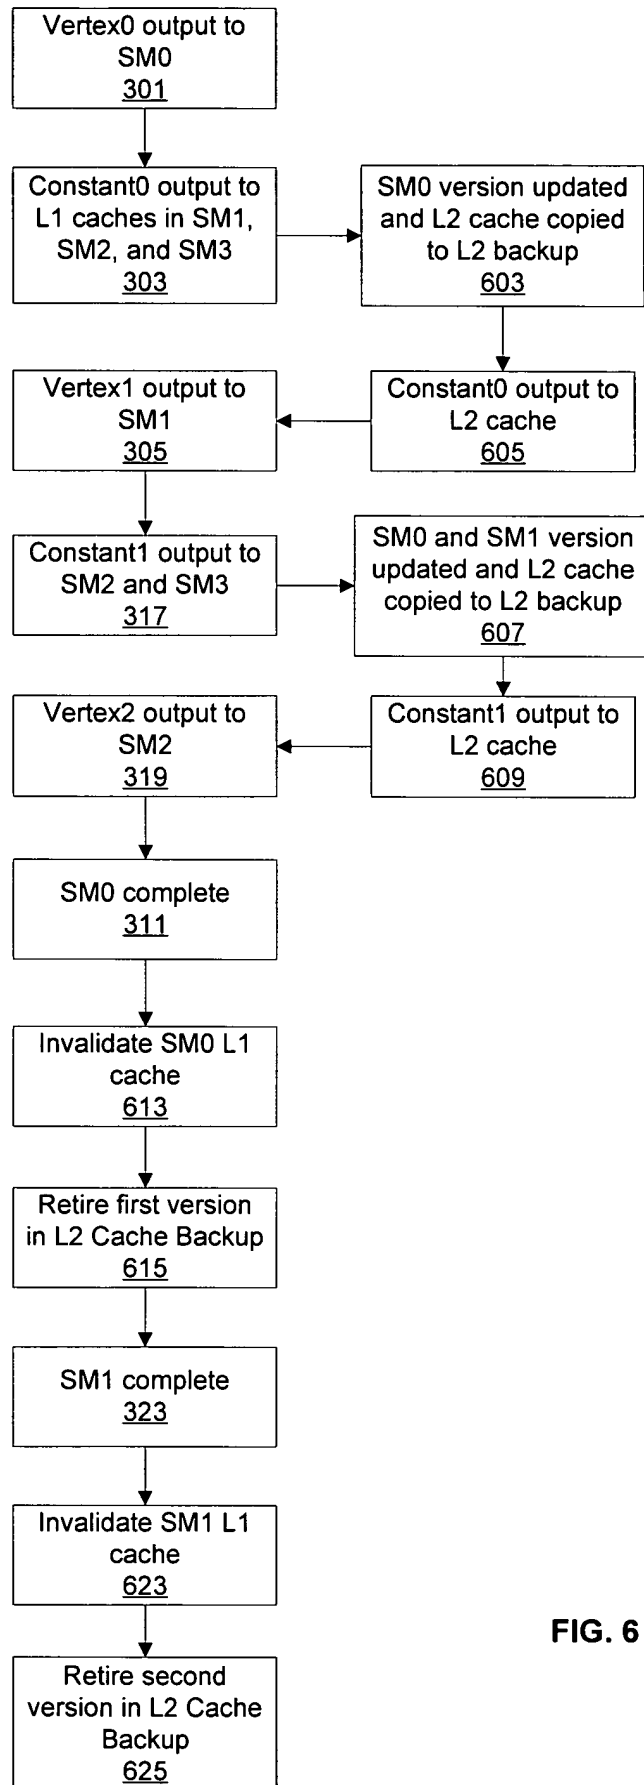 Vertex0 output to
SM0
301
Constant0 output to
L1 caches in SM1,
SM2, and SM3
303
SM0 version updated
and L2 cache copied
to L2 backup
603
Constant0 output to
L2 cache
605
Vertex1 output to
SM1
305
Constant1 output to
SM2 and SM3
317
SM0 and SM1 version
updated and L2 cache
copied to L2 backup
607
Constant1 output to
L2 cache
609
Vertex2 output to
SM2
319
SM0 complete
311
Invalidate SM0 L1
cache
613
Retire first version
in L2 Cache Backup
615
SM1 complete
323
Invalidate SM1 L1
cache
623
Retire second
version in L2 Cache
Backup
625
FIG. 6